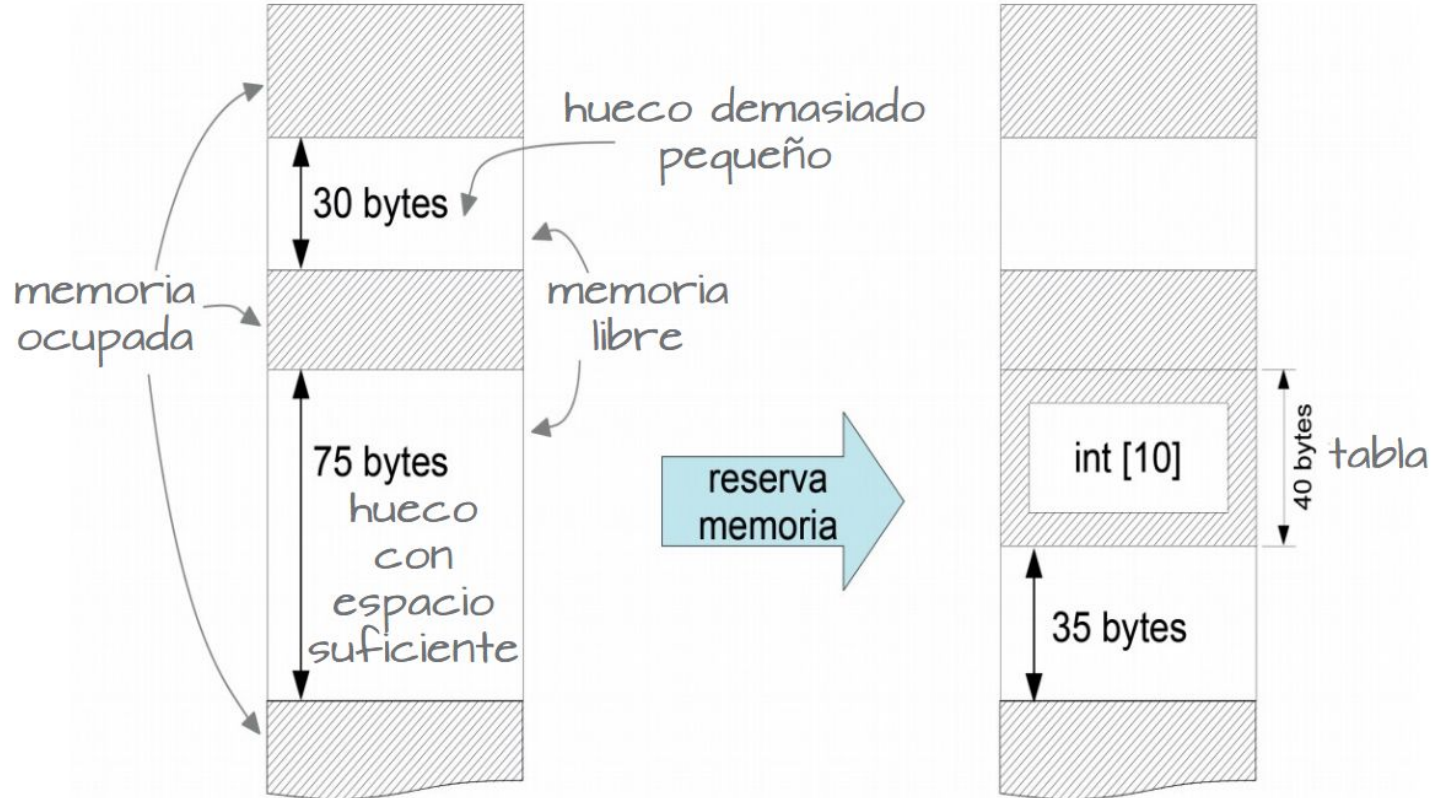 hueco demasiado
pequeño
30 bytes
memoria
ocupada
memoria
libre
75 bytes
hueco
con
espacio
suficiente
reserva
memoria
int [10]
40 bytes
tabla
35 bytes